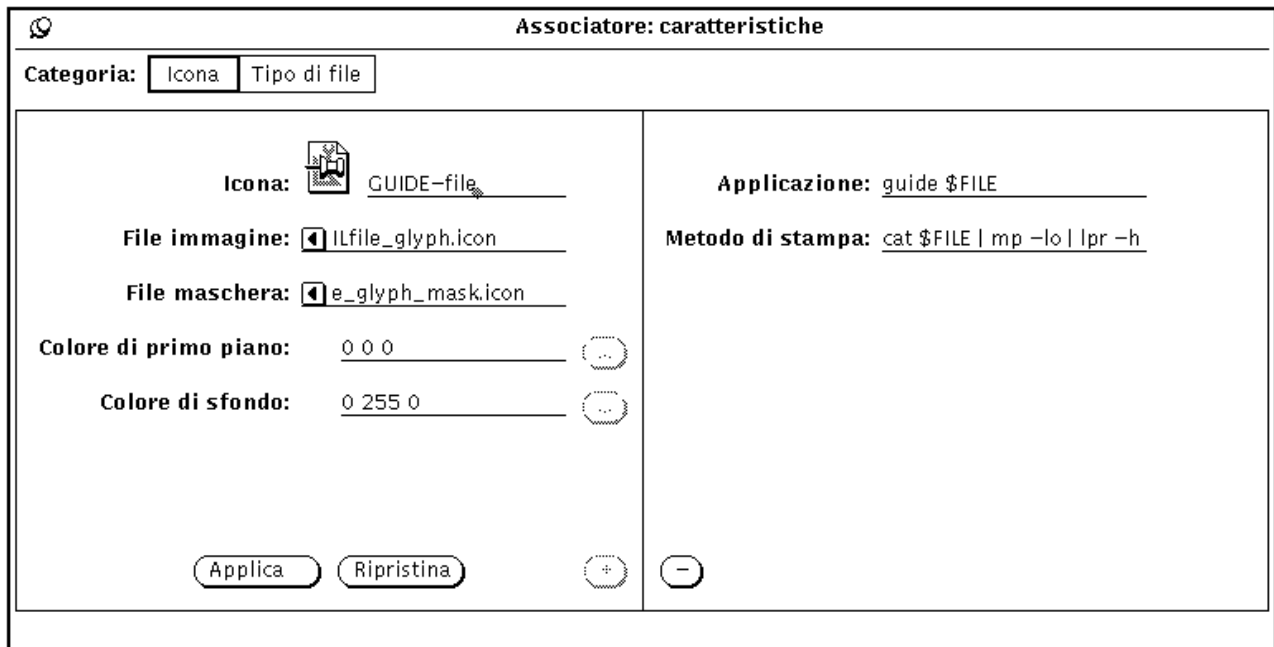 Associatore: caratteristiche
Categoria: Icona Tipo di file
Icona: GUIDE-file
File immagine: ILfile_glyph.icon
File maschera: e_glyph_mask.icon
Colore di primo piano: 0 0 0 ...
Colore di sfondo: 0 255 0 ...
Applica Ripristina +
Applicazione: guide $FILE
Metodo di stampa: cat $FILE | mp -lo | lpr -h
-